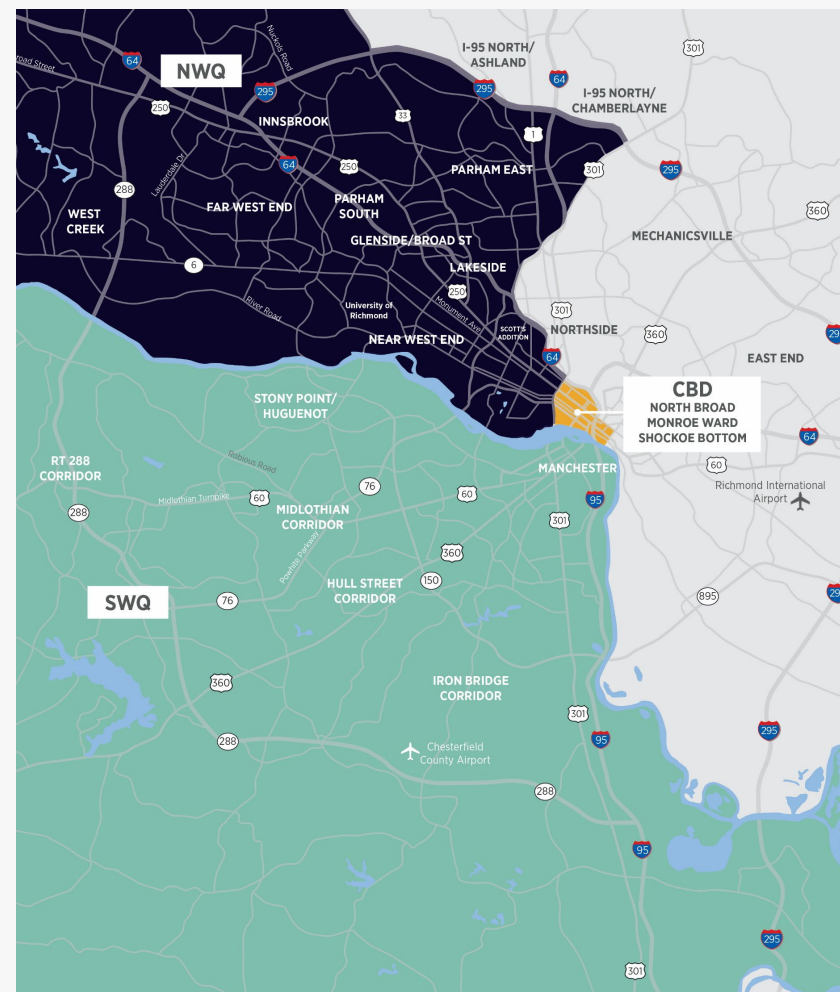 Nuckols Road
I-95 NORTH/
ASHLAND
301
64
road Street
NWQ
64
295
295
I-95 NORTH/
CHAMBERLAYNE
250
33
INNSBROOK
1
64
250
PARHAM EAST
301
295
Lauderdale Dr
288
FAR WEST END
PARHAM
SOUTH
WEST
CREEK
360
GLENSIDE/BROAD ST
MECHANICSVILLE
6
LAKESIDE
250
River Road
University of
Richmond
Monument Ave
301
SCOTT'S
ADDITION
NORTHSIDE
360
29
NEAR WEST END
64
EAST END
CBD
NORTH BROAD
MONROE WARD
SHOCKOE BOTTOM
STONY POINT/
HUGUENOT
64
RT 288
CORRIDOR
Robious Road
MANCHESTER
60
Richmond International
Airport
76
60
Midlothian Turnpike
60
95
288
MIDLOTHIAN
CORRIDOR
301
Powhite Parkway
360
HULL STREET
CORRIDOR
150
SWQ
76
895
29
360
IRON BRIDGE
CORRIDOR
301
288
95
295
Chesterfield
County Airport
288
95
295
301